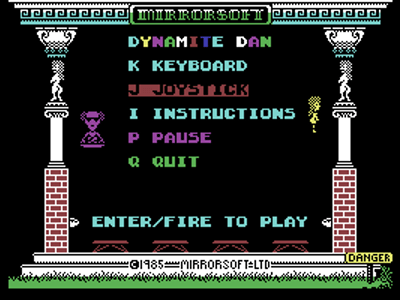 MIRRORSOFT
DYNAMITE DAN
K KEYBOARD
J JOYSTICK
I INSTRUCTIONS
P PAUSE
Q QUIT
ENTER/FIRE TO PLAY
DANGER
©1985 MIRRORSOFT LTD